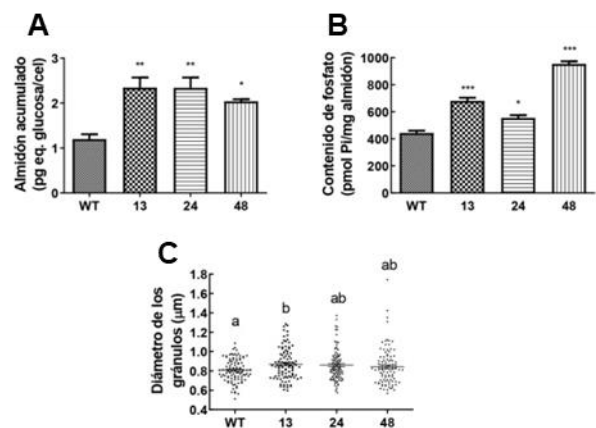 A
Almidón acumulado
(pg eq. glucosa/cel)
3
2
1
0
**
**
*
WT
13
24
48
B
Contenido de fosfato
(pmol Pi/mg almidón)
1000
800
600
400
200
0
***
*
***
WT
13
24
48
C
Diámetro de los
gránulos (μm)
1.8
1.6
1.4
1.2
1.0
0.8
0.6
0.4
a
b
ab
ab
WT
13
24
48